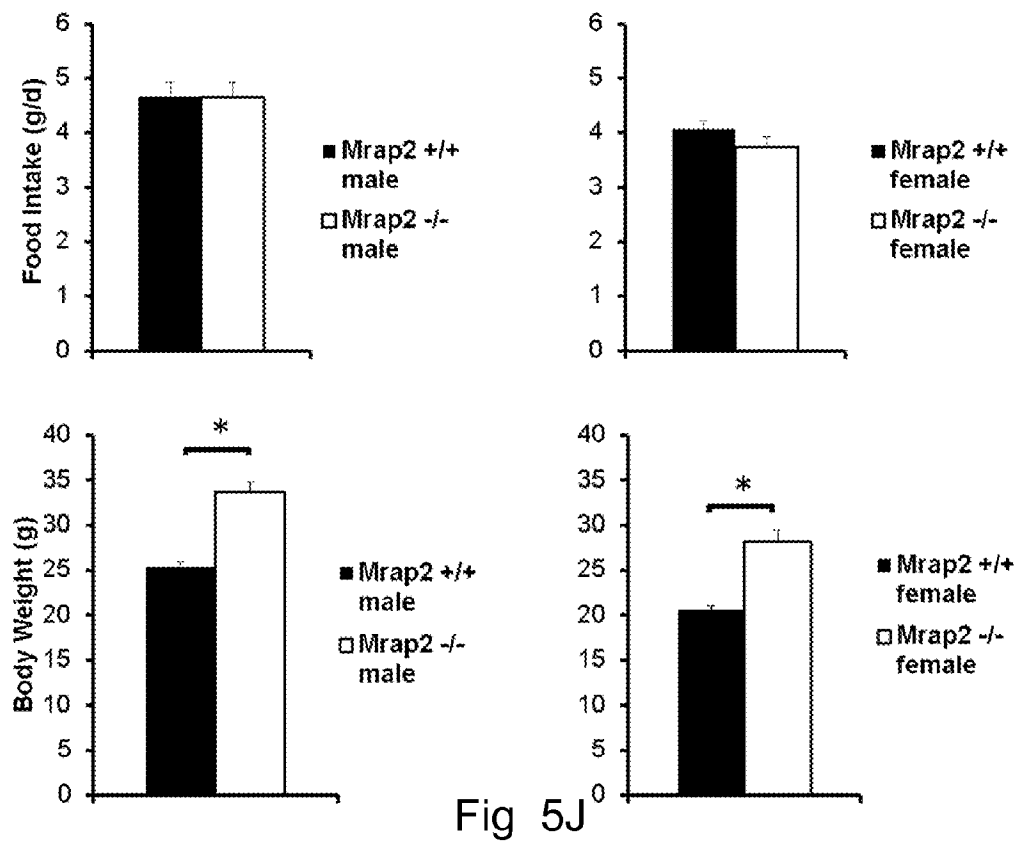 Food Intake (g/d)
6
5
4
3
2
1
0
Mrap2 +/+
male
Mrap2 -/-
male
6
5
4
3
2
1
0
Mrap2 +/+
female
Mrap2 -/-
female
Body Weight (g)
40
35
30
25
20
15
10
5
0
*
Mrap2 +/+
male
Mrap2 -/-
male
40
35
30
25
20
15
10
5
0
*
Mrap2 +/+
female
Mrap2 -/-
female
Fig 5J